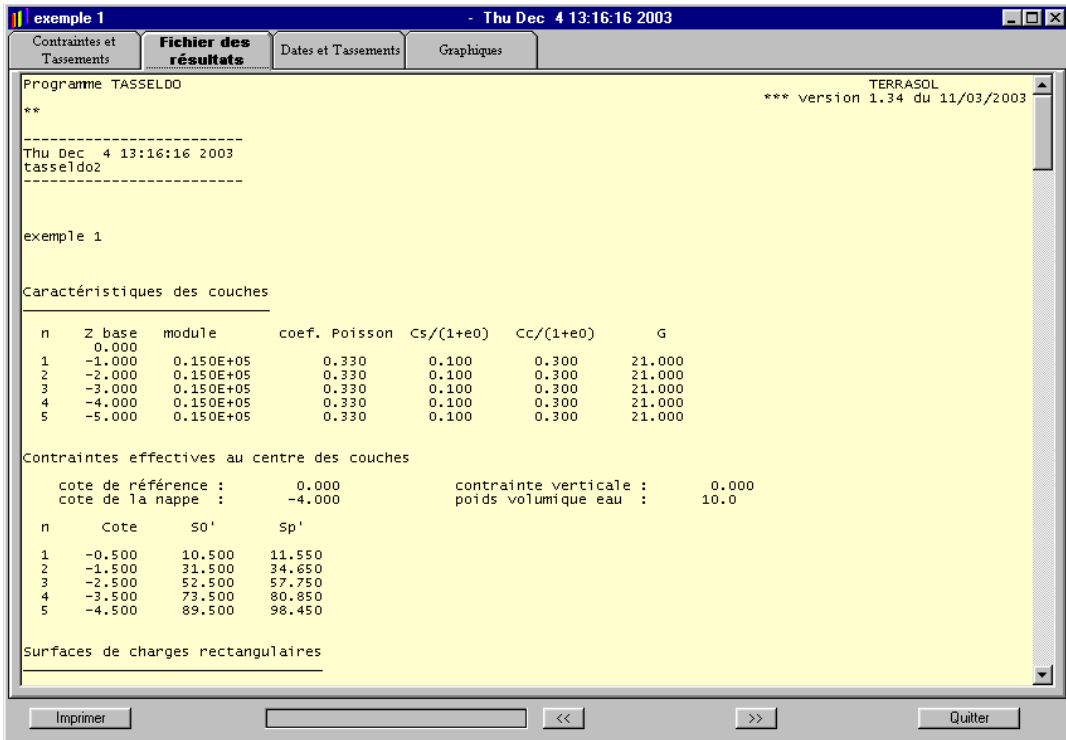 exemple 1 - Thu Dec 4 13:16:16 2003
Contraintes et Tassements
Fichier des résultats
Dates et Tassements
Graphiques
Programme TASSELDO TERRASOL
*** version 1.34 du 11/03/2003
**
--------------------------
Thu Dec 4 13:16:16 2003
tasseldo2
--------------------------
exemple 1
Caractéristiques des couches
n Z base module coef. Poisson Cs/(1+e0) Cc/(1+e0) G
0.000
1 -1.000 0.150E+05 0.330 0.100 0.300 21.000
2 -2.000 0.150E+05 0.330 0.100 0.300 21.000
3 -3.000 0.150E+05 0.330 0.100 0.300 21.000
4 -4.000 0.150E+05 0.330 0.100 0.300 21.000
5 -5.000 0.150E+05 0.330 0.100 0.300 21.000
Contraintes effectives au centre des couches
cote de référence : 0.000 contrainte verticale : 0.000
cote de la nappe : -4.000 poids volumique eau : 10.0
n Cote S0' Sp'
1 -0.500 10.500 11.550
2 -1.500 31.500 34.650
3 -2.500 52.500 57.750
4 -3.500 73.500 80.850
5 -4.500 89.500 98.450
Surfaces de charges rectangulaires
Imprimer << >> Quitter